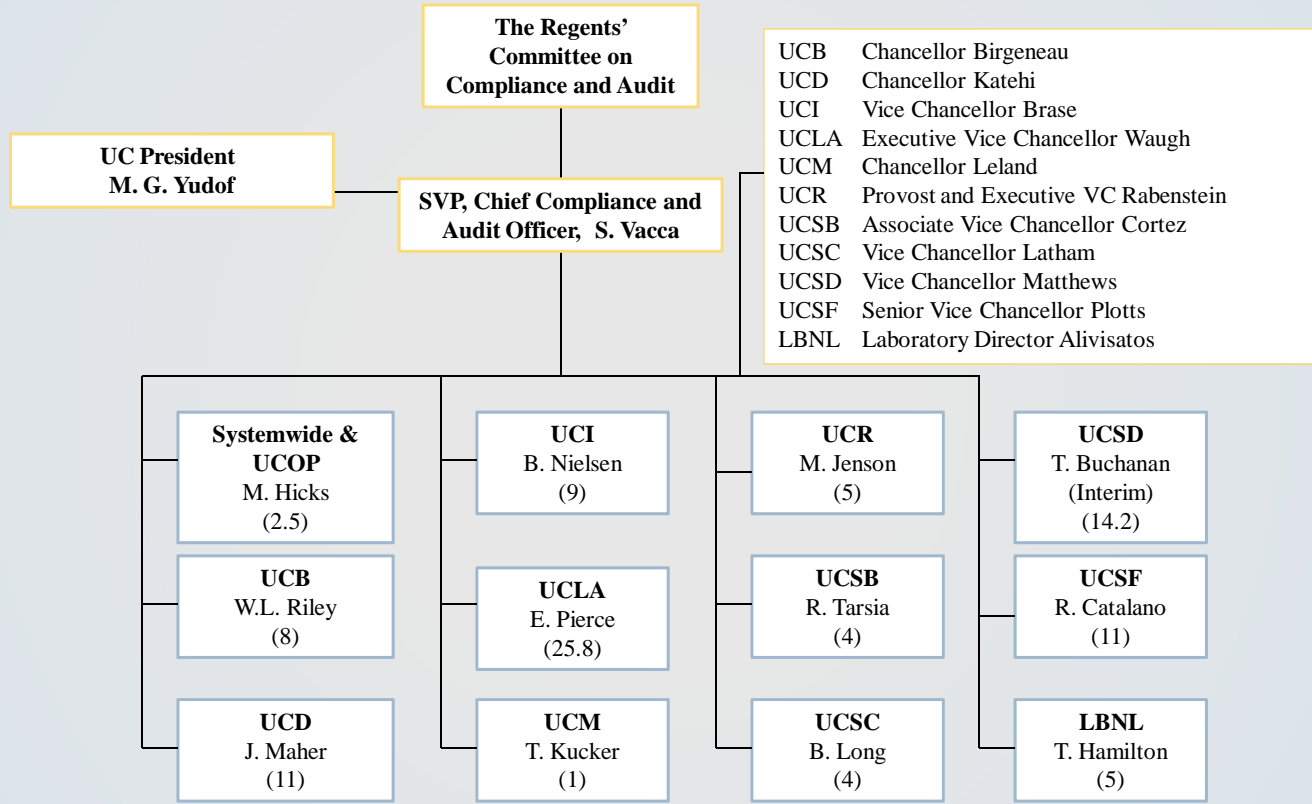 The Regents’
Committee on
Compliance and Audit
UC President
M. G. Yudof
SVP, Chief Compliance and
Audit Officer, S. Vacca
UCB Chancellor Birgeneau
UCD Chancellor Katehi
UCI Vice Chancellor Brase
UCLA Executive Vice Chancellor Waugh
UCM Chancellor Leland
UCR Provost and Executive VC Rabenstein
UCSB Associate Vice Chancellor Cortez
UCSC Vice Chancellor Latham
UCSD Vice Chancellor Matthews
UCSF Senior Vice Chancellor Plotts
LBNL Laboratory Director Alivisatos
Systemwide &
UCOP
M. Hicks
(2.5)
UCI
B. Nielsen
(9)
UCR
M. Jenson
(5)
UCSD
T. Buchanan
(Interim)
(14.2)
UCB
W.L. Riley
(8)
UCLA
E. Pierce
(25.8)
UCSB
R. Tarsia
(4)
UCSF
R. Catalano
(11)
UCD
J. Maher
(11)
UCM
T. Kucker
(1)
UCSC
B. Long
(4)
LBNL
T. Hamilton
(5)